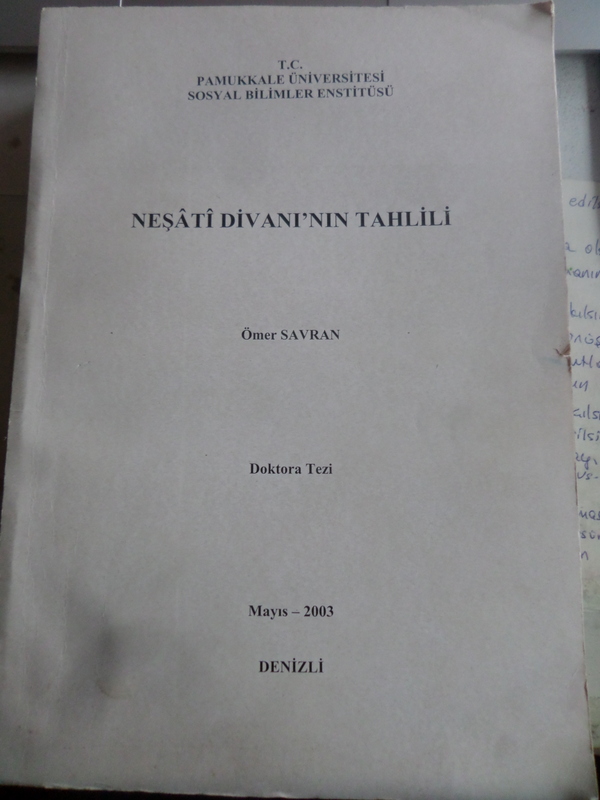 T.C.
PAMUKKALE ÜNİVERSİTESİ
SOSYAL BİLİMLER ENSTİTÜSÜ
NEŞÂTÎ DİVANI'NIN TAHLİLİ
Ömer SAVRAN
Doktora Tezi
Mayıs – 2003
DENİZLİ